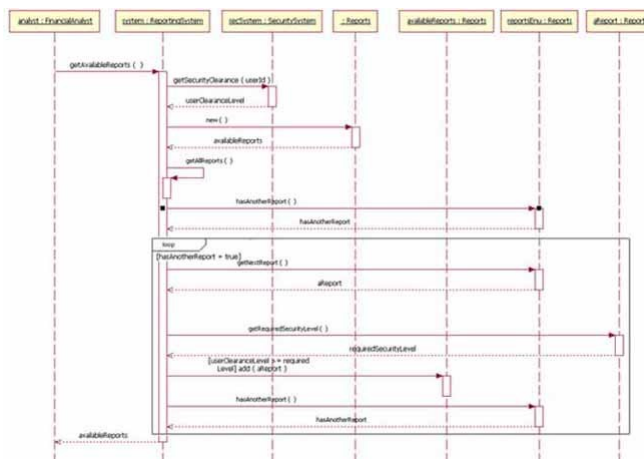 analyst : FinancialAnalyst
system : ReportingSystem
secSystem : SecuritySystem
: Reports
availableReports : Reports
reportsEnu : Reports
aReport : Report
getAvailableReports ( )
getSecurityClearance ( userId )
userClearanceLevel
new ( )
availableReports
getAllReports ( )
hasAnotherReport ( )
hasAnotherReport
loop
[hasAnotherReport = true]
getNextReport ( )
aReport
getRequiredSecurityLevel ( )
requiredSecurityLevel
[userClearanceLevel >= required
Level] add ( aReport )
hasAnotherReport ( )
hasAnotherReport
availableReports